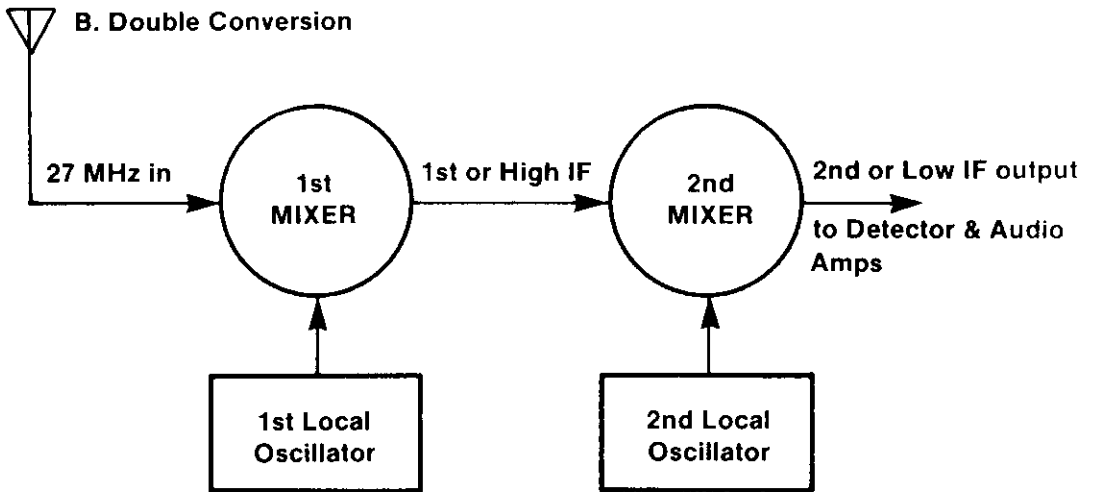 B. Double Conversion
27 MHz in
1st
MIXER
1st or High IF
2nd
MIXER
2nd or Low IF output
to Detector & Audio
Amps
1st Local
Oscillator
2nd Local
Oscillator